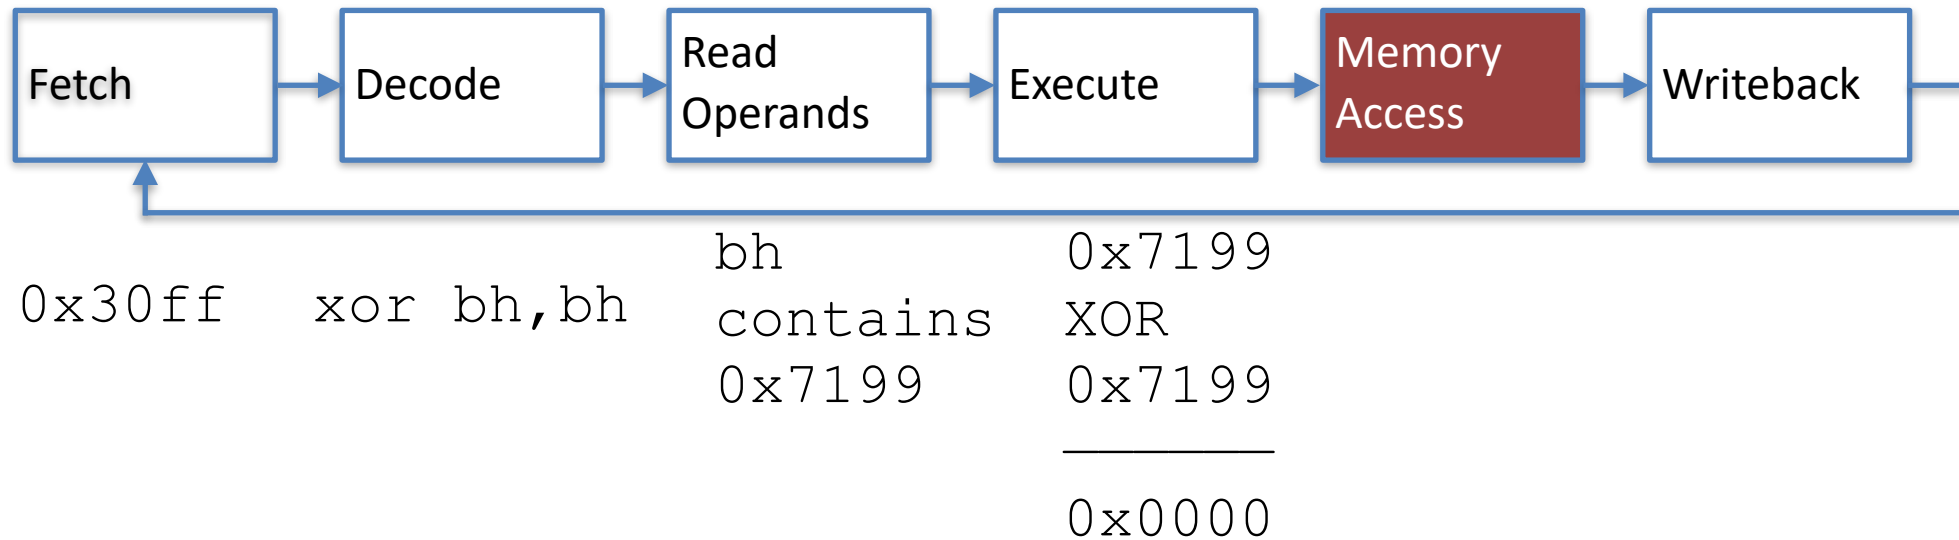 Fetch
Decode
Read
Operands
Execute
Memory
Access
Writeback
0x30ff
xor bh,bh
bh
contains
0x7199
0x7199
XOR
0x7199
0x0000